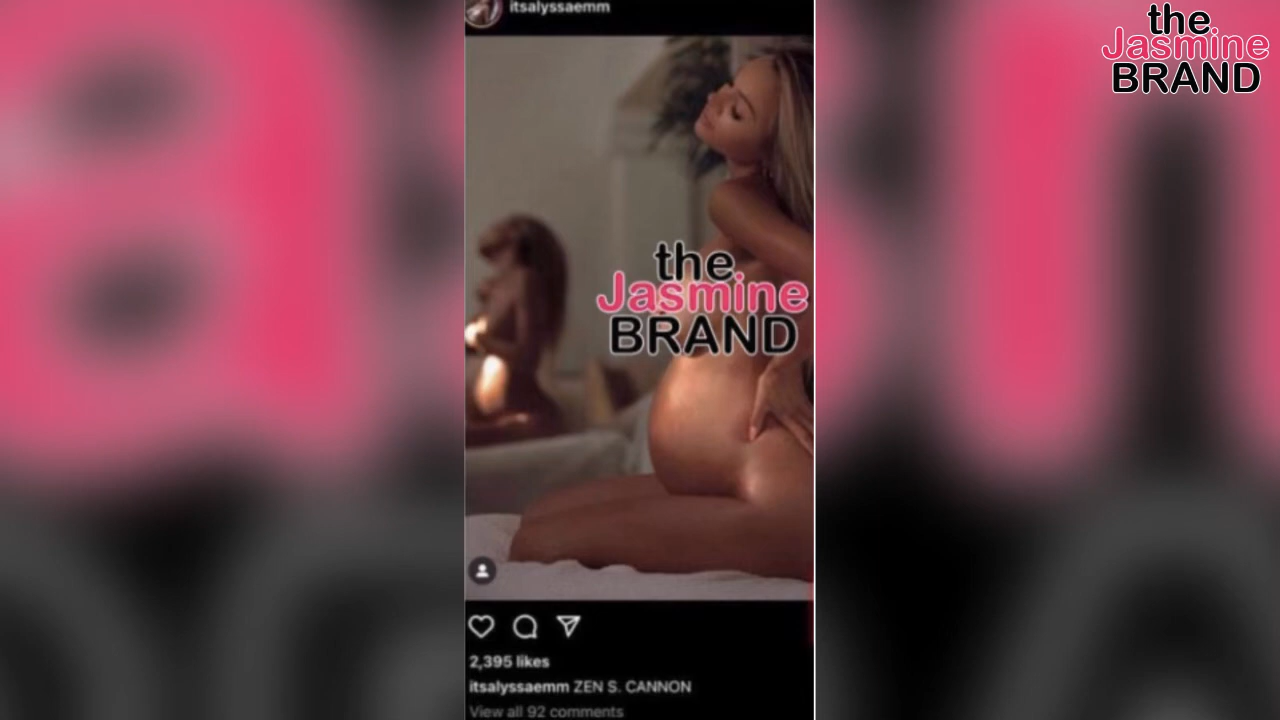 itsalyssaemm
the
Jasmine
BRAND
the
Jasmine
BRAND
2,395 likes
itsalyssaemm ZEN S. CANNON
View all 92 comments